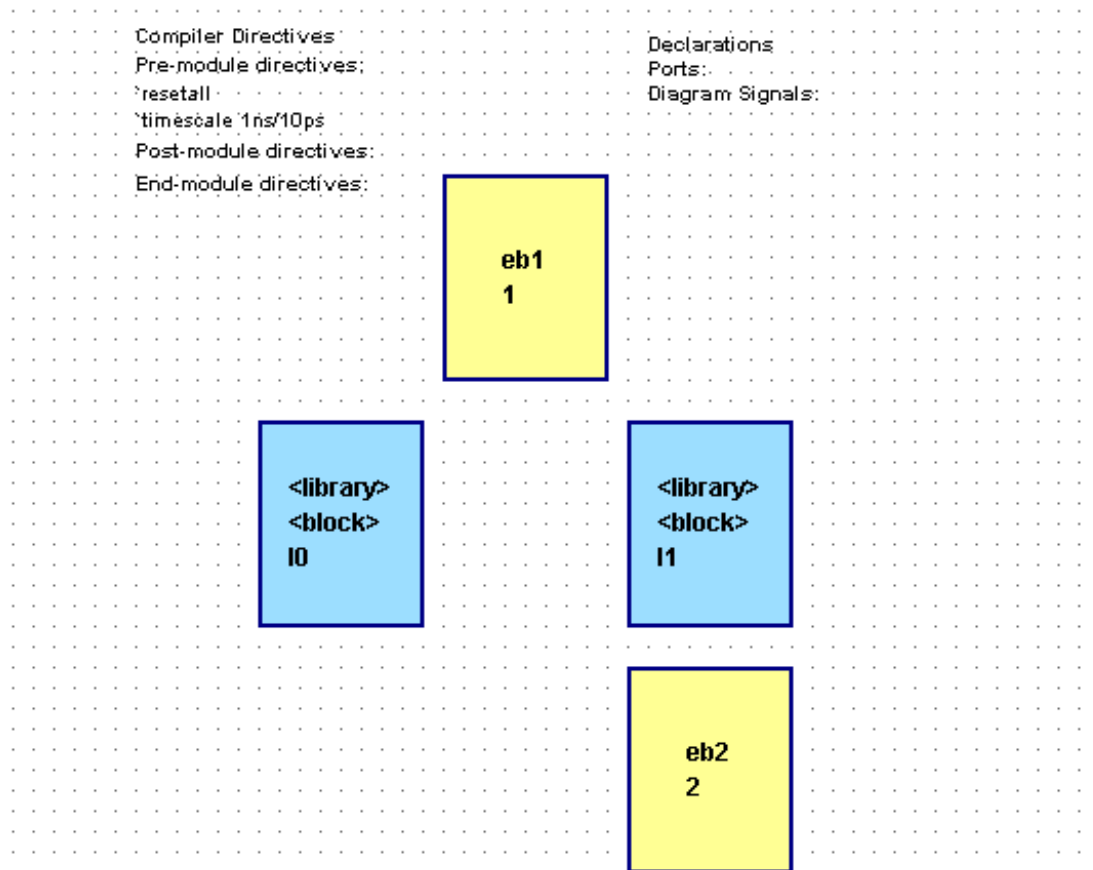 Compiler Directives
Pre-module directives:
`resetall
`timescale 1ns/10ps
Post-module directives:
End-module directives:
Declarations
Ports:
Diagram Signals:
eb1
1
<library>
<block>
I0
<library>
<block>
I1
eb2
2